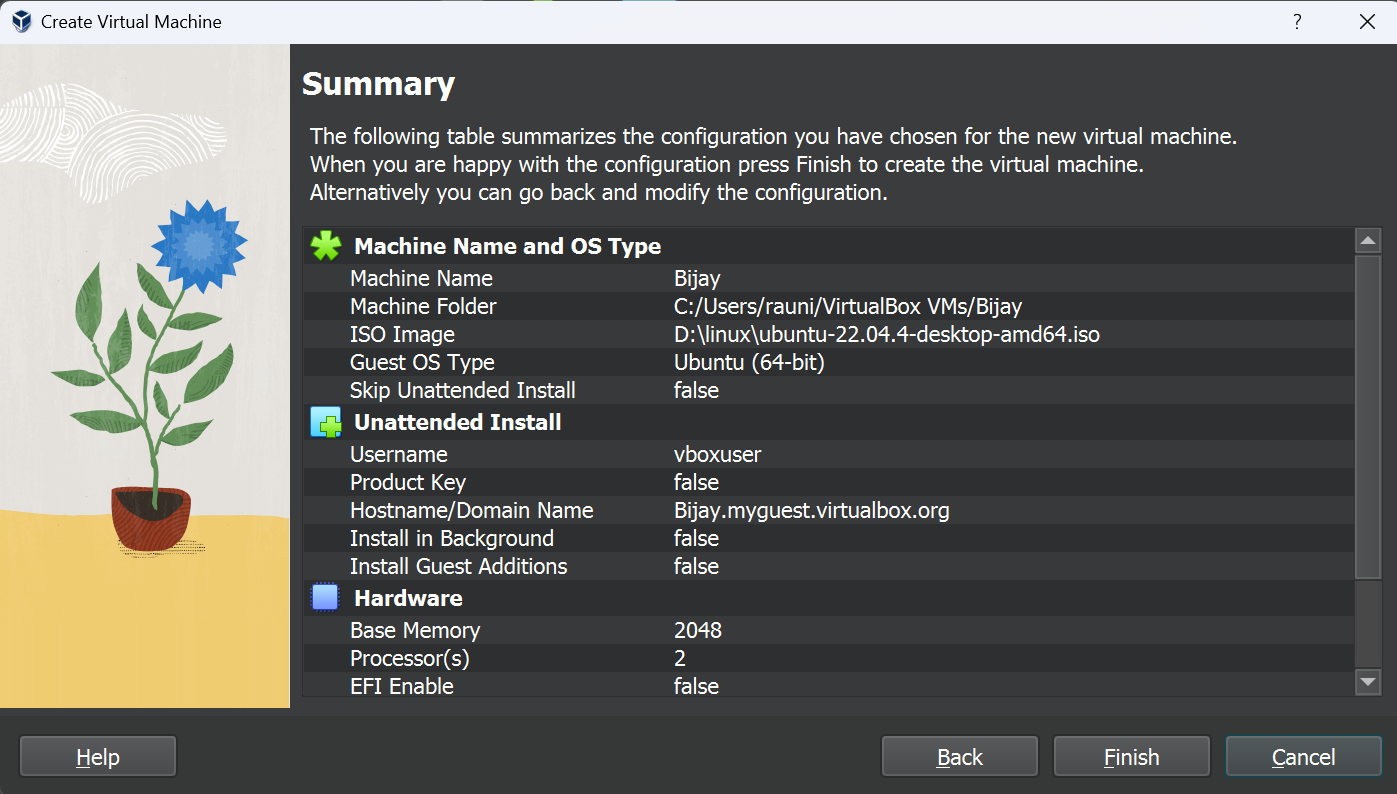 Create Virtual Machine ?
Summary
The following table summarizes the configuration you have chosen for the new virtual machine.
When you are happy with the configuration press Finish to create the virtual machine.
Alternatively you can go back and modify the configuration.
Machine Name and OS Type
Machine Name Bijay
Machine Folder C:/Users/rauni/VirtualBox VMs/Bijay
ISO Image D:\linux\ubuntu-22.04.4-desktop-amd64.iso
Guest OS Type Ubuntu (64-bit)
Skip Unattended Install false
Unattended Install
Username vboxuser
Product Key false
Hostname/Domain Name Bijay.myguest.virtualbox.org
Install in Background false
Install Guest Additions false
Hardware
Base Memory 2048
Processor(s) 2
EFI Enable false
Help Back Finish Cancel